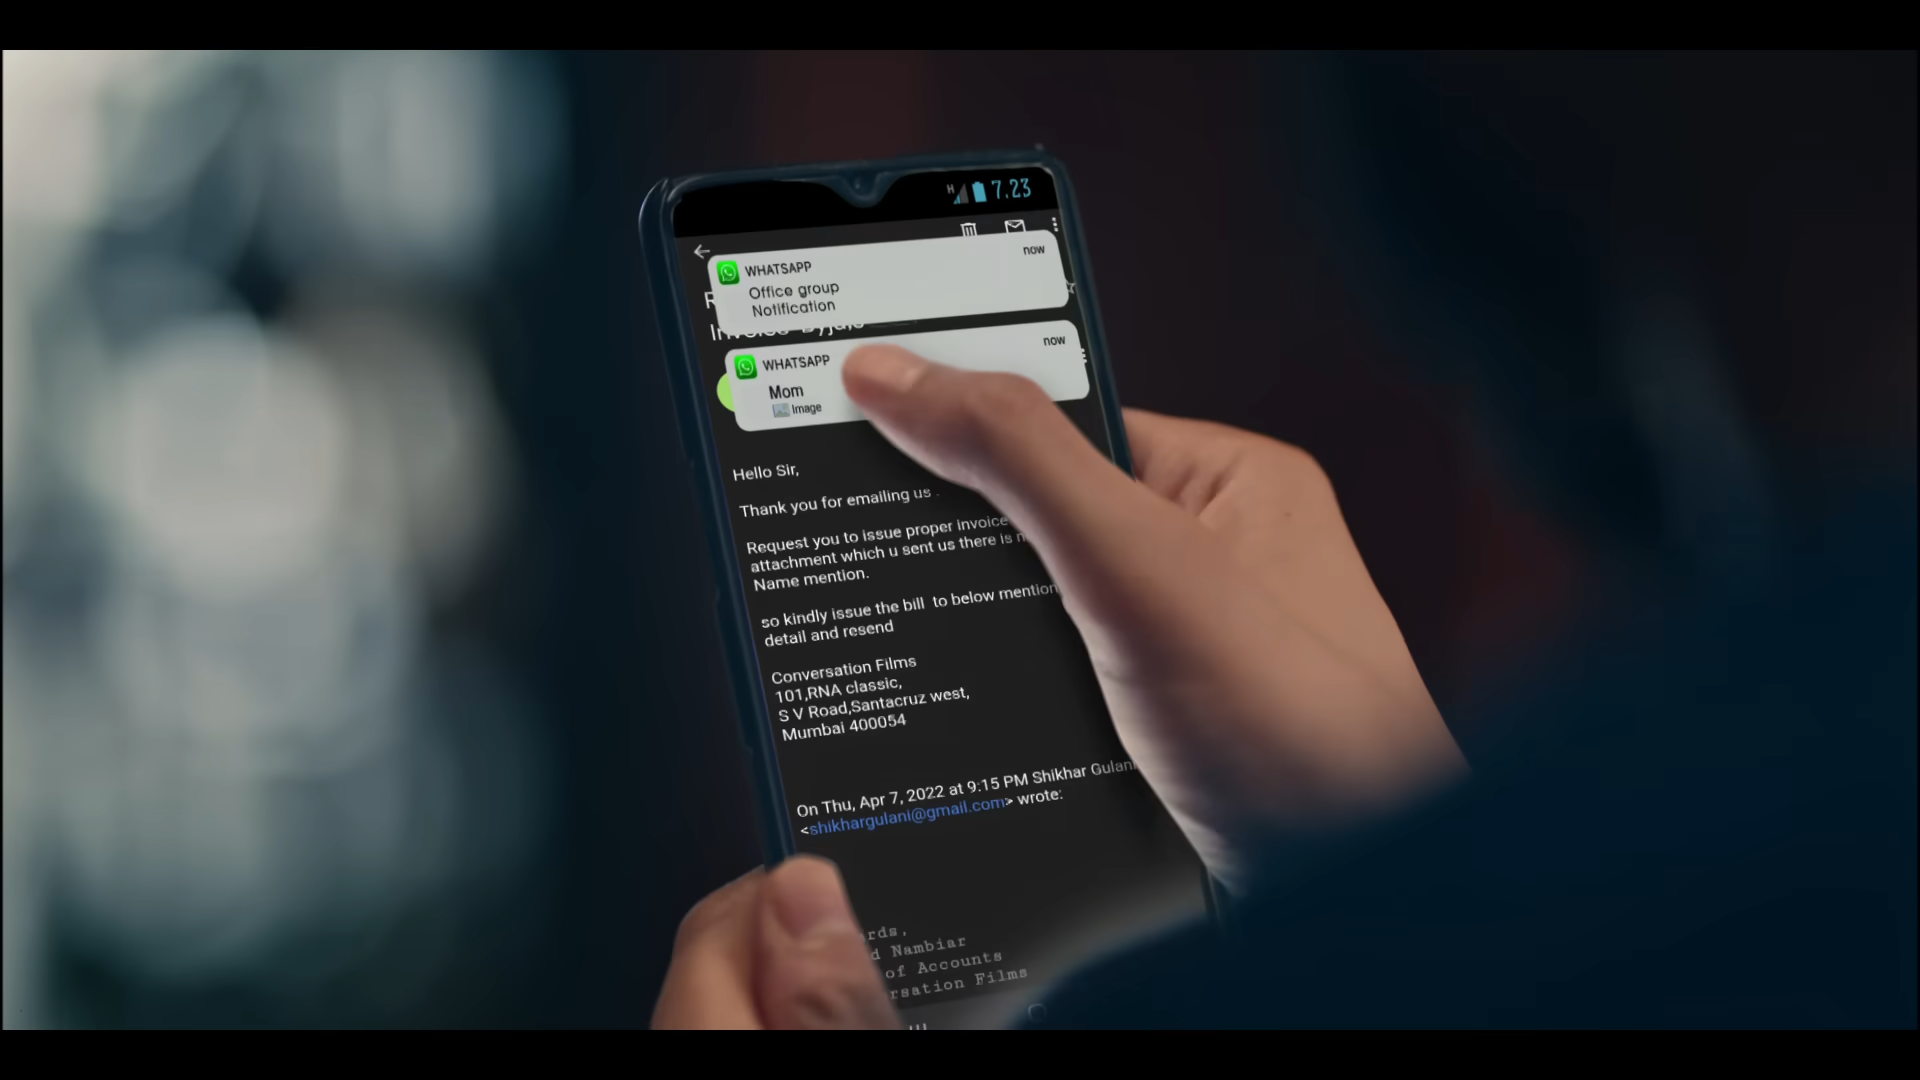 H 7.23
WHATSAPP now
Office group
Notification
WHATSAPP now
Mom
Image
Hello Sir,
Thank you for emailing us .
Request you to issue proper invoice
attachment which u sent us there is
Name mention.
so kindly issue the bill to below mention
detail and resend
Conversation Films
101,RNA classic,
S V Road,Santacruz west,
Mumbai 400054
On Thu, Apr 7, 2022 at 9:15 PM Shikhar Gulani
<shikhargulani@gmail.com> wrote:
Nambiar
of Accounts
Films